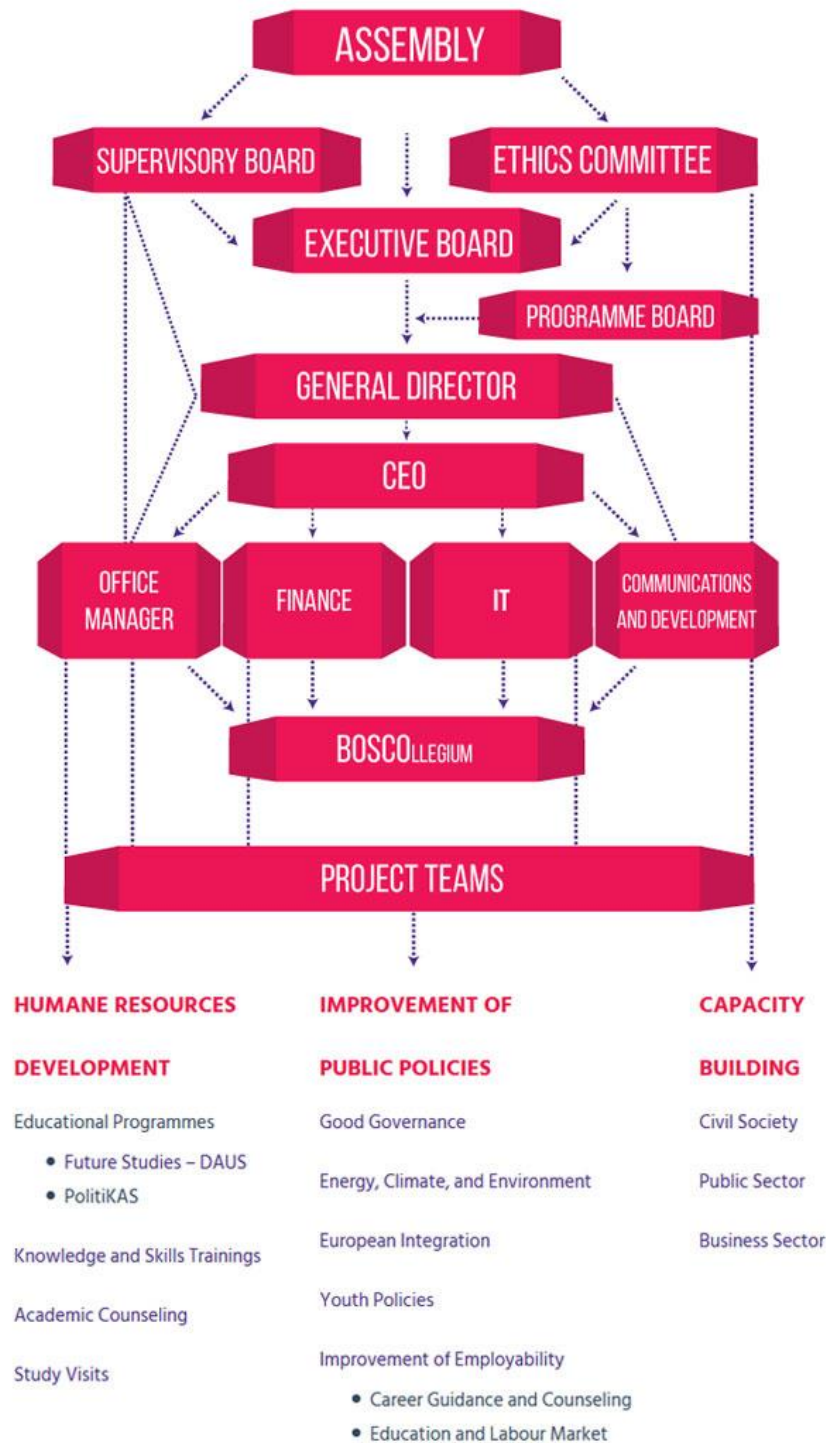 ASSEMBLY
SUPERVISORY BOARD
ETHICS COMMITTEE
EXECUTIVE BOARD
PROGRAMME BOARD
GENERAL DIRECTOR
CEO
OFFICE
MANAGER
FINANCE
IT
COMMUNICATIONS
AND DEVELOPMENT
BOSCOLLEGIUM
PROJECT TEAMS
HUMANE RESOURCES
DEVELOPMENT
Educational Programmes
• Future Studies – DAUS
• PolitiKAS
Knowledge and Skills Trainings
Academic Counseling
Study Visits
IMPROVEMENT OF
PUBLIC POLICIES
Good Governance
Energy, Climate, and Environment
European Integration
Youth Policies
Improvement of Employability
• Career Guidance and Counseling
• Education and Labour Market
CAPACITY
BUILDING
Civil Society
Public Sector
Business Sector